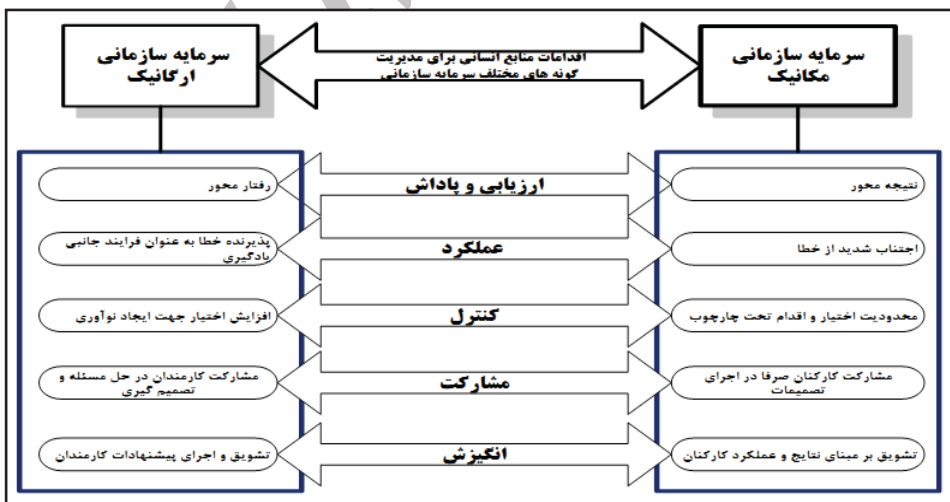 سرمایه سازمانی
مکانیک
اقدامات منابع انسانی برای مدیریت
گونه های مختلف سرمایه سازمانی
سرمایه سازمانی
ارگانیک
نتیجه محور
ارزیابی و پاداش
رفتار محور
اجتناب شدید از خطا
عملکرد
پذیرنده خطا به عنوان فرایند جانبی
یادگیری
محدودیت اختیار و اقدام تحت چارچوب
کنترل
افزایش اختیار جهت ایجاد نوآوری
مشارکت کارکنان صرفا در اجرای
تصمیمات
مشارکت
مشارکت کارمندان در حل مسئله و
تصمیم گیری
تشویق بر مبنای نتایج و عملکرد کارکنان
انگیزش
تشویق و اجرای پیشنهادات کارمندان